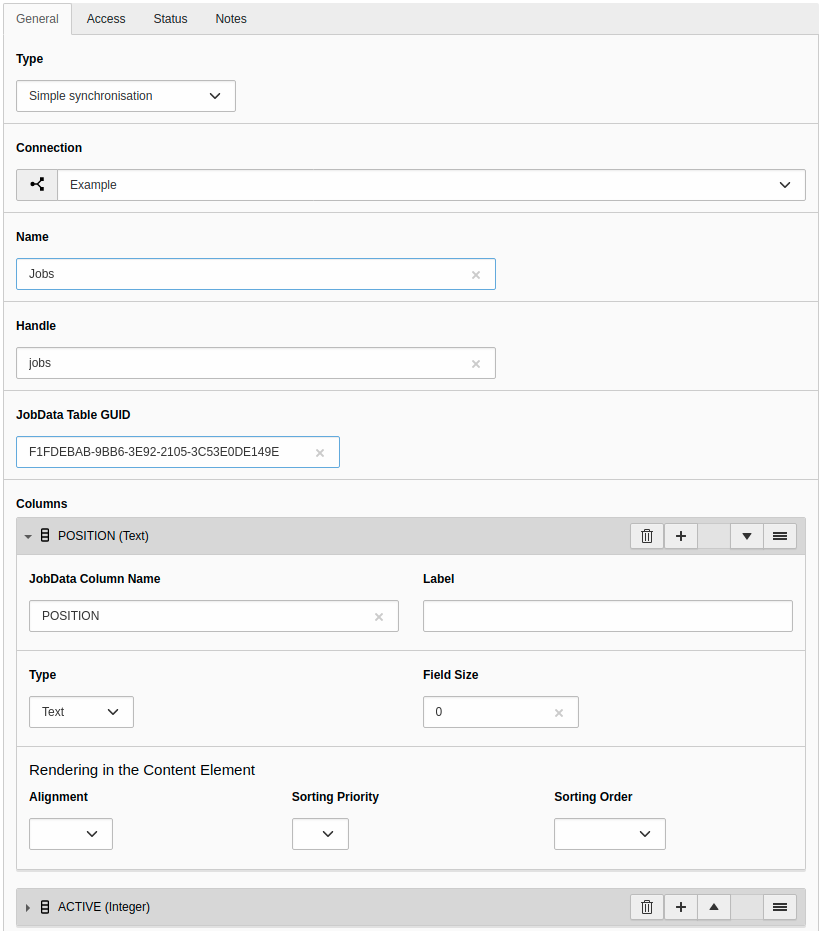 General Access Status Notes
Type
Simple synchronisation
Connection
Example
Name
Jobs
Handle
jobs
JobData Table GUID
F1FDEBAB-9BB6-3E92-2105-3C53E0DE149E
Columns
POSITION (Text)
JobData Column Name Label
POSITION
Type Field Size
Text 0
Rendering in the Content Element
Alignment Sorting Priority Sorting Order
ACTIVE (Integer)